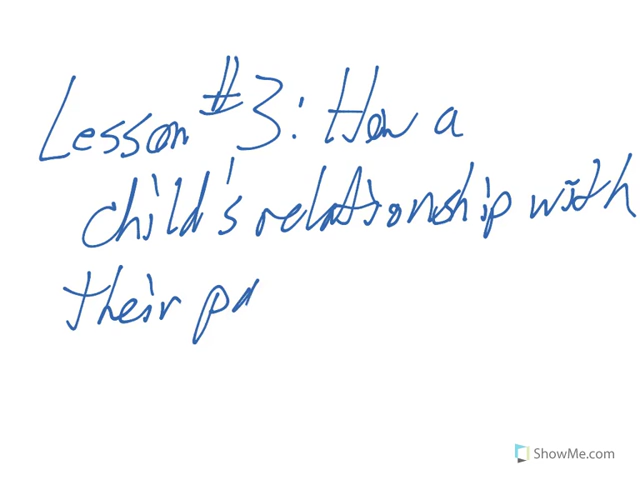 Lesson #3: How a
child's relationship with
their pa
ShowMe.com